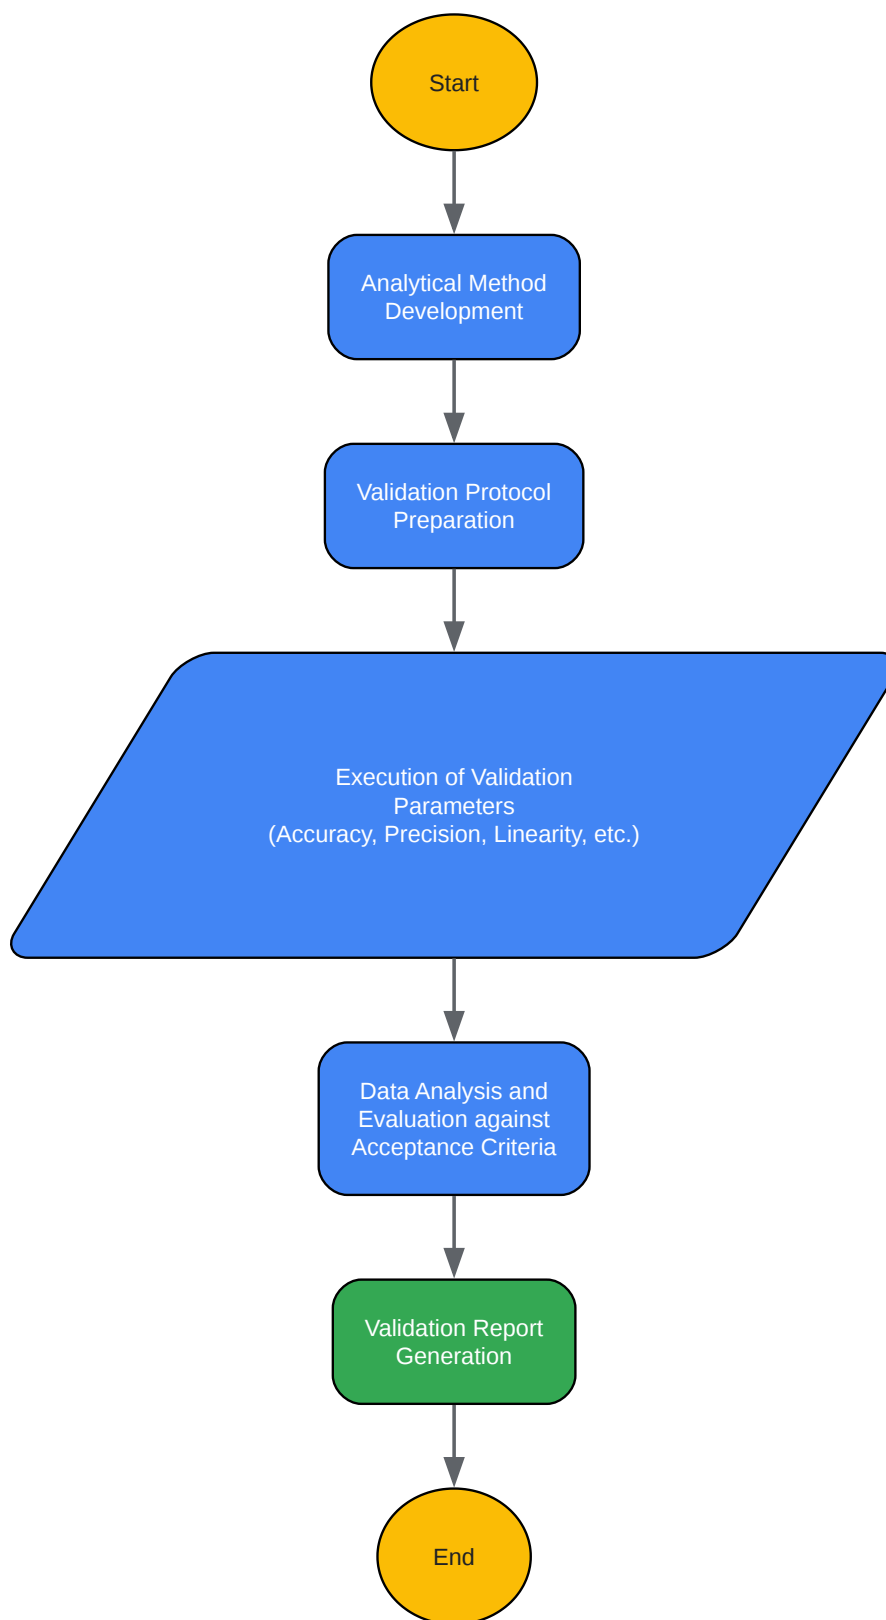 Start
Analytical Method
Development
Validation Protocol
Preparation
Execution of Validation
Parameters
(Accuracy, Precision, Linearity, etc.)
Data Analysis and
Evaluation against
Acceptance Criteria
Validation Report
Generation
End